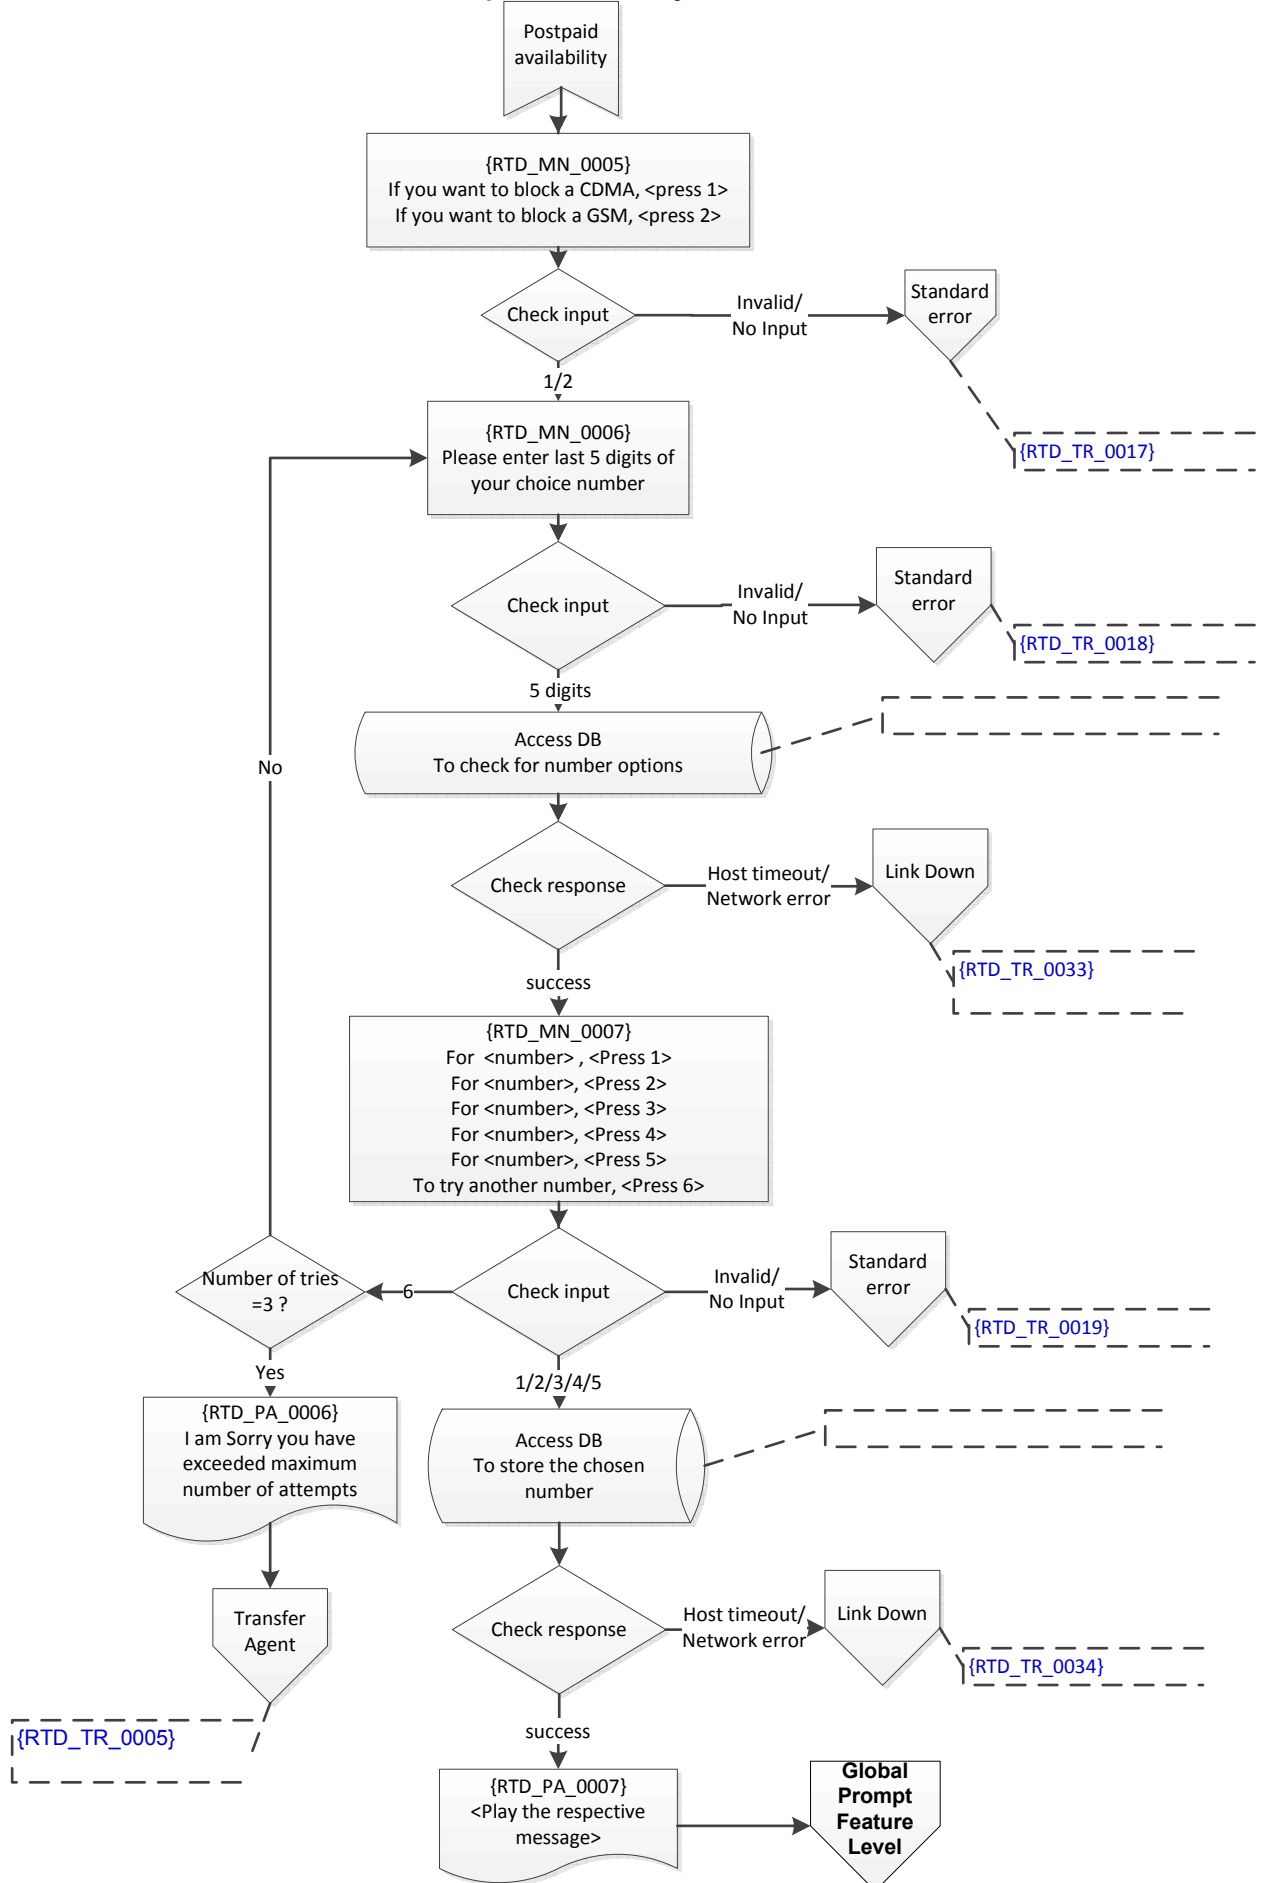 Postpaid
availability
{RTD_MN_0005}
If you want to block a CDMA, <press 1>
If you want to block a GSM, <press 2>
Check input
Invalid/
No Input
Standard
error
{RTD_TR_0017}
1/2
{RTD_MN_0006}
Please enter last 5 digits of
your choice number
Check input
Invalid/
No Input
Standard
error
{RTD_TR_0018}
5 digits
Access DB
To check for number options
No
Check response
Host timeout/
Network error
Link Down
{RTD_TR_0033}
success
{RTD_MN_0007}
For <number> , <Press 1>
For <number>, <Press 2>
For <number>, <Press 3>
For <number>, <Press 4>
For <number>, <Press 5>
To try another number, <Press 6>
Number of tries
=3 ?
6
Check input
Invalid/
No Input
Standard
error
{RTD_TR_0019}
Yes
1/2/3/4/5
{RTD_PA_0006}
I am Sorry you have
exceeded maximum
number of attempts
Access DB
To store the chosen
number
Transfer
Agent
{RTD_TR_0005}
Check response
Host timeout/
Network error
Link Down
{RTD_TR_0034}
success
{RTD_PA_0007}
<Play the respective
message>
Global
Prompt
Feature
Level